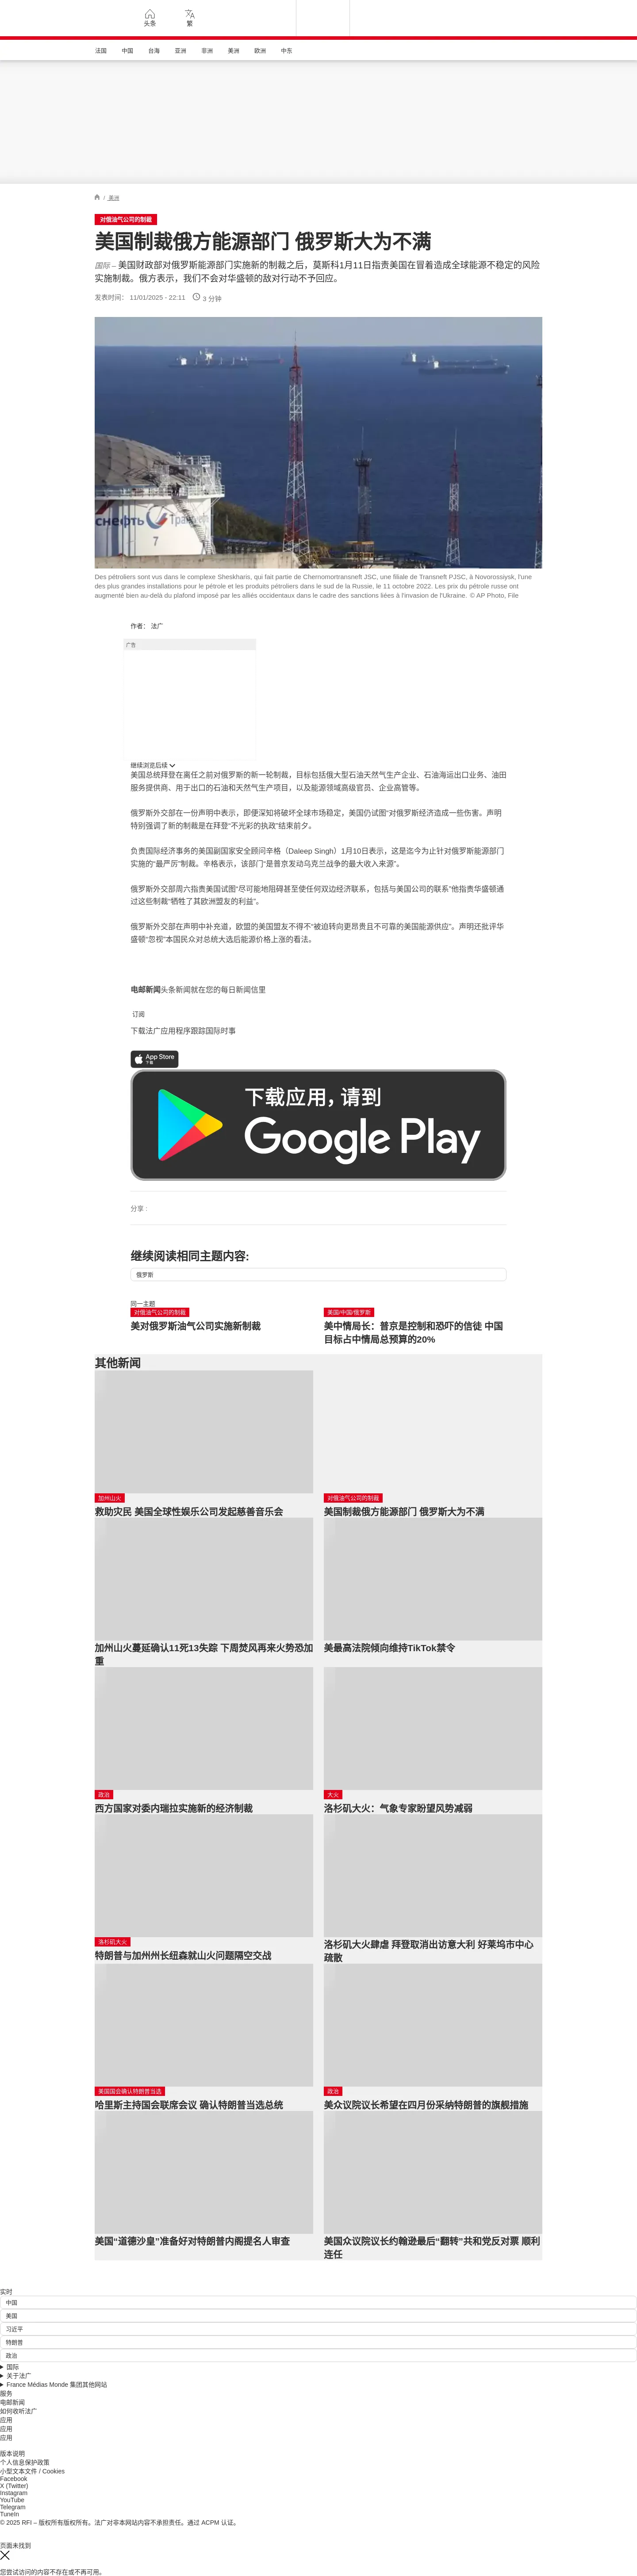 头条
繁
法国
中国
台海
亚洲
非洲
美洲
欧洲
中东
/ 美洲
对俄油气公司的制裁
美国制裁俄方能源部门 俄罗斯大为不满
国际 – 美国财政部对俄罗斯能源部门实施新的制裁之后，莫斯科1月11日指责美国在冒着造成全球能源不稳定的风险
实施制裁。俄方表示，我们不会对华盛顿的敌对行动不予回应。
发表时间： 11/01/2025 - 22:11
3 分钟
СНЕФТЬ
7
Des pétroliers sont vus dans le complexe Sheskharis, qui fait partie de Chernomortransneft JSC, une filiale de Transneft PJSC, à Novorossiysk, l'une
des plus grandes installations pour le pétrole et les produits pétroliers dans le sud de la Russie, le 11 octobre 2022. Les prix du pétrole russe ont
augmenté bien au-delà du plafond imposé par les alliés occidentaux dans le cadre des sanctions liées à l'invasion de l'Ukraine. © AP Photo, File
作者： 法广
广告
继续浏览后续
美国总统拜登在离任之前对俄罗斯的新一轮制裁，目标包括俄大型石油天然气生产企业、石油海运出口业务、油田
服务提供商、用于出口的石油和天然气生产项目，以及能源领域高级官员、企业高管等。
俄罗斯外交部在一份声明中表示，即便深知将破坏全球市场稳定，美国仍试图“对俄罗斯经济造成一些伤害。声明
特别强调了新的制裁是在拜登“不光彩的执政”结束前夕。
负责国际经济事务的美国副国家安全顾问辛格（Daleep Singh）1月10日表示，这是迄今为止针对俄罗斯能源部门
实施的“最严厉”制裁。辛格表示，该部门“是普京发动乌克兰战争的最大收入来源”。
俄罗斯外交部周六指责美国试图“尽可能地阻碍甚至使任何双边经济联系，包括与美国公司的联系”他指责华盛顿通
过这些制裁“牺牲了其欧洲盟友的利益”。
俄罗斯外交部在声明中补充道，欧盟的美国盟友不得不“被迫转向更昂贵且不可靠的美国能源供应”。声明还批评华
盛顿“忽视”本国民众对总统大选后能源价格上涨的看法。
电邮新闻头条新闻就在您的每日新闻信里
订阅
下载法广应用程序跟踪国际时事
App Store
下载
下载应用，请到
Google Play
分享 :
继续阅读相同主题内容:
俄罗斯
同一主题
对俄油气公司的制裁
美对俄罗斯油气公司实施新制裁
美国/中国/俄罗斯
美中情局长：普京是控制和恐吓的信徒 中国
目标占中情局总预算的20%
其他新闻
加州山火
救助灾民 美国全球性娱乐公司发起慈善音乐会
对俄油气公司的制裁
美国制裁俄方能源部门 俄罗斯大为不满
加州山火蔓延确认11死13失踪 下周焚风再来火势恐加
重
美最高法院倾向维持TikTok禁令
政治
西方国家对委内瑞拉实施新的经济制裁
大火
洛杉矶大火：气象专家盼望风势减弱
洛杉矶大火
特朗普与加州州长纽森就山火问题隔空交战
洛杉矶大火肆虐 拜登取消出访意大利 好莱坞市中心
疏散
美国国会确认特朗普当选
哈里斯主持国会联席会议 确认特朗普当选总统
政治
美众议院议长希望在四月份采纳特朗普的旗舰措施
美国“道德沙皇”准备好对特朗普内阁提名人审查
美国众议院议长约翰逊最后“翻转”共和党反对票 顺利
连任
实时
中国
美国
习近平
特朗普
政治
国际
关于法广
France Médias Monde 集团其他网站
服务
电邮新闻
如何收听法广
应用
应用
应用
版本说明
个人信息保护政策
小型文本文件 / Cookies
Facebook
X (Twitter)
Instagram
YouTube
Telegram
TuneIn
© 2025 RFI – 版权所有版权所有。法广对非本网站内容不承担责任。通过 ACPM 认证。
页面未找到
您尝试访问的内容不存在或不再可用。